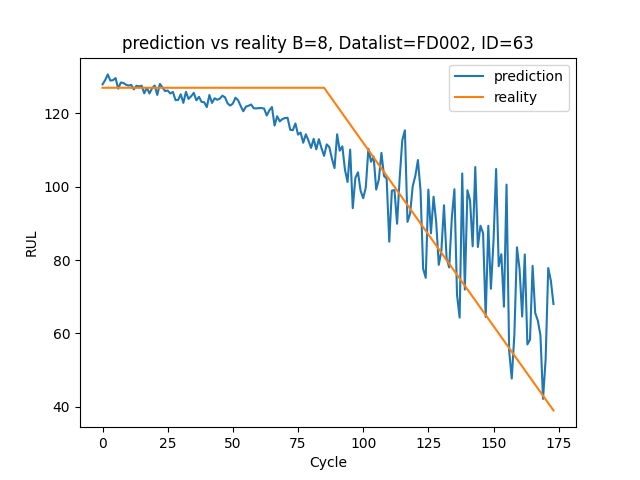 prediction vs reality B=8, Datalist=FD002, ID=63
prediction
reality
RUL
120
100
80
60
40
0 25 50 75 100 125 150 175
Cycle